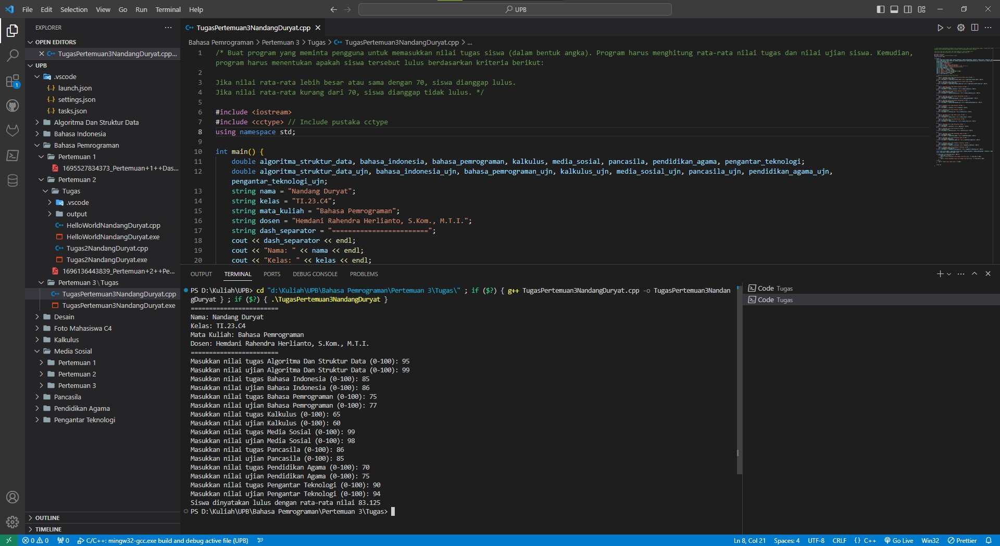 File Edit Selection View Go Run Terminal Help
UPB
EXPLORER
OPEN EDITORS
TugasPertemuan3NandangDuryat.cpp...
UPB
.vscode
launch.json
settings.json
tasks.json
Algoritma Dan Struktur Data
Bahasa Indonesia
Bahasa Pemrograman
Pertemuan 1
1695527834373_Pertemuan+1++Das...
Pertemuan 2
Tugas
.vscode
output
HelloWorldNandangDuryat.cpp
HelloWorldNandangDuryat.exe
Tugas2NandangDuryat.cpp
Tugas2NandangDuryat.exe
1696136443839_Pertemuan+2++Pe...
Pertemuan 3\Tugas
TugasPertemuan3NandangDuryat.cpp
TugasPertemuan3NandangDuryat.exe
Desain
Foto Mahasiswa C4
Kalkulus
Media Sosial
Pertemuan 1
Pertemuan 2
Pertemuan 3
Pancasila
Pendidikan Agama
Pengantar Teknologi
OUTLINE
TIMELINE
1
TugasPertemuan3NandangDuryat.cpp
Bahasa Pemrograman > Pertemuan 3 > Tugas > TugasPertemuan3NandangDuryat.cpp > ...
1 /* Buat program yang meminta pengguna untuk memasukkan nilai tugas siswa (dalam bentuk angka). Program harus menghitung rata-rata nilai tugas dan nilai ujian siswa. Kemudian,
program harus menentukan apakah siswa tersebut lulus berdasarkan kriteria berikut:
2
3 Jika nilai rata-rata lebih besar atau sama dengan 70, siswa dianggap lulus.
4 Jika nilai rata-rata kurang dari 70, siswa dianggap tidak lulus. */
5
6 #include <iostream>
7 #include <cctype> // Include pustaka cctype
8 using namespace std;
9
10 int main() {
11 double algoritma_struktur_data, bahasa_indonesia, bahasa_pemrograman, kalkulus, media_sosial, pancasila, pendidikan_agama, pengantar_teknologi;
12 double algoritma_struktur_data_ujn, bahasa_indonesia_ujn, bahasa_pemrograman_ujn, kalkulus_ujn, media_sosial_ujn, pancasila_ujn, pendidikan_agama_ujn,
pengantar_teknologi_ujn;
13 string nama = "Nandang Duryat";
14 string kelas = "TI.23.C4";
15 string mata_kuliah = "Bahasa Pemrograman";
16 string dosen = "Hemdani Rahendra Herlianto, S.Kom., M.T.I.";
17 string dash_separator = "========================";
18 cout << dash_separator << endl;
19 cout << "Nama: " << nama << endl;
20 cout << "Kelas: " << kelas << endl;
OUTPUT TERMINAL PORTS DEBUG CONSOLE PROBLEMS
PS D:\Kuliah\UPB> cd "d:\Kuliah\UPB\Bahasa Pemrograman\Pertemuan 3\Tugas\" ; if ($?) { g++ TugasPertemuan3NandangDuryat.cpp -o TugasPertemuan3Nandan
gDuryat } ; if ($?) { .\TugasPertemuan3NandangDuryat }
========================
Nama: Nandang Duryat
Kelas: TI.23.C4
Mata Kuliah: Bahasa Pemrograman
Dosen: Hemdani Rahendra Herlianto, S.Kom., M.T.I.
========================
Masukkan nilai tugas Algoritma Dan Struktur Data (0-100): 95
Masukkan nilai ujian Algoritma Dan Struktur Data (0-100): 99
Masukkan nilai tugas Bahasa Indonesia (0-100): 85
Masukkan nilai ujian Bahasa Indonesia (0-100): 86
Masukkan nilai tugas Bahasa Pemrograman (0-100): 75
Masukkan nilai ujian Bahasa Pemrograman (0-100): 77
Masukkan nilai tugas Kalkulus (0-100): 65
Masukkan nilai ujian Kalkulus (0-100): 60
Masukkan nilai tugas Media Sosial (0-100): 99
Masukkan nilai ujian Media Sosial (0-100): 98
Masukkan nilai tugas Pancasila (0-100): 86
Masukkan nilai ujian Pancasila (0-100): 85
Masukkan nilai tugas Pendidikan Agama (0-100): 70
Masukkan nilai ujian Pendidikan Agama (0-100): 75
Masukkan nilai tugas Pengantar Teknologi (0-100): 90
Masukkan nilai ujian Pengantar Teknologi (0-100): 94
Siswa dinyatakan lulus dengan rata-rata nilai 83.125
PS D:\Kuliah\UPB\Bahasa Pemrograman\Pertemuan 3\Tugas>
Code Tugas
Code Tugas
0 0 0 C/C++: mingw32-gcc.exe build and debug active file (UPB)
Ln 8, Col 21 Spaces: 4 UTF-8 CRLF {} C++ Go Live Win32 Prettier